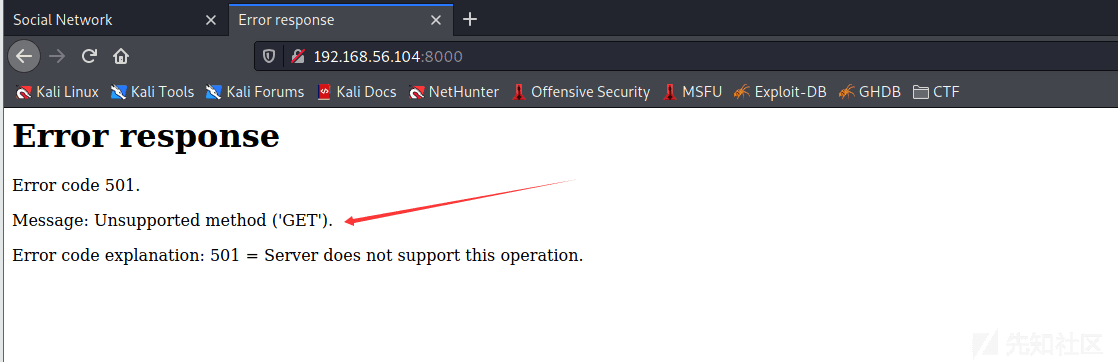 Social Network
Error response
192.168.56.104:8000
Kali Linux Kali Tools Kali Forums Kali Docs NetHunter Offensive Security MSFU Exploit-DB GHDB CTF
Error response
Error code 501.
Message: Unsupported method ('GET').
Error code explanation: 501 = Server does not support this operation.
先知社区